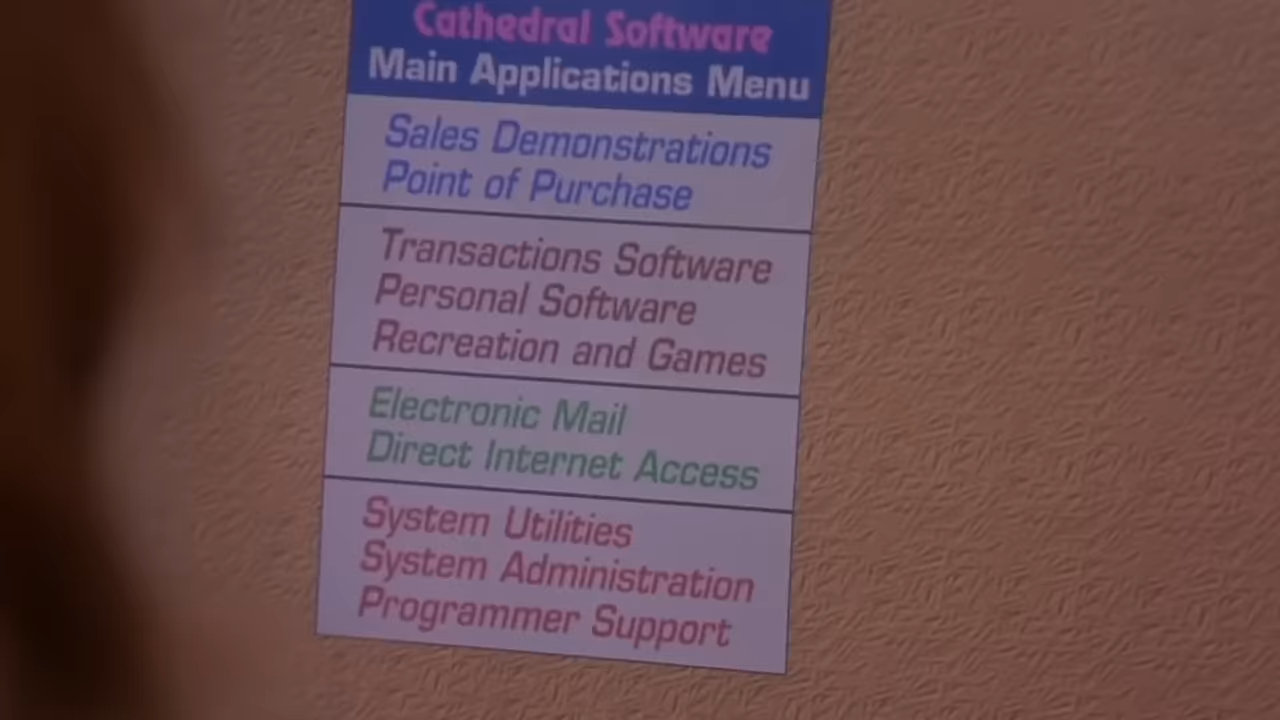 Cathedral Software
Main Applications Menu
Sales Demonstrations
Point of Purchase
Transactions Software
Personal Software
Recreation and Games
Electronic Mail
Direct Internet Access
System Utilities
System Administration
Programmer Support